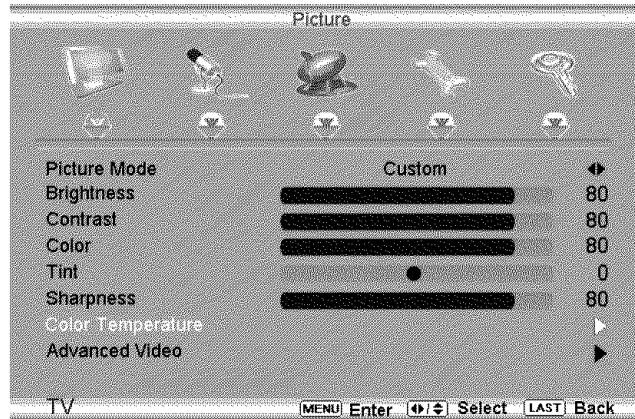 Picture
Picture Mode Custom
Brightness 80
Contrast 80
Color 80
Tint 0
Sharpness 80
Color Temperature
Advanced Video
TV MENU Enter Select LAST Back